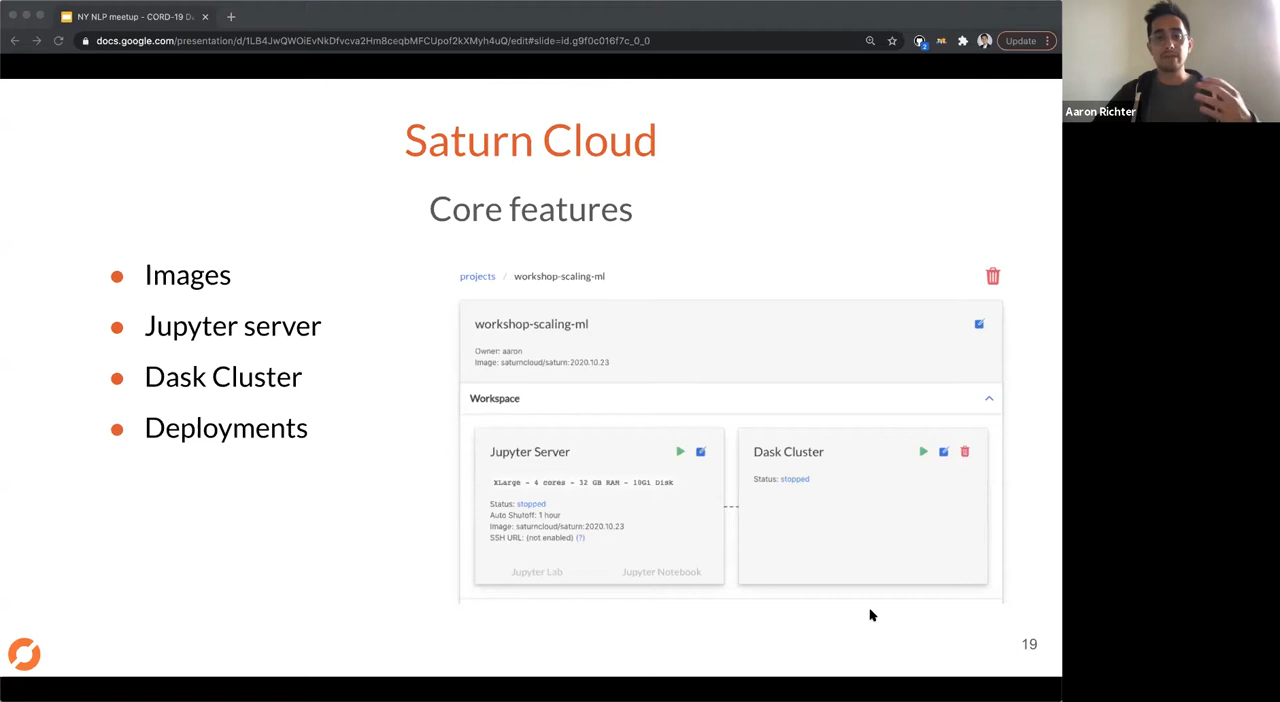 NY NLP meetup - CORD-19 Da
docs.google.com/presentation/d/1LB4JwQWOiEvNkDfvcva2Hm8ceqbMFCUpof2kXMyh4uQ/edit#slide=id.g9f0c016f7c_0_0
2
Update
Aaron Richter
Saturn Cloud
Core features
Images
Jupyter server
Dask Cluster
Deployments
projects / workshop-scaling-ml
workshop-scaling-ml
Owner: aaron
Image: saturncloud/saturn:2020.10.23
Workspace
Jupyter Server
XLarge - 4 cores - 32 GB RAM - 10Gi Disk
Status: stopped
Auto Shutoff: 1 hour
Image: saturncloud/saturn:2020.10.23
SSH URL: (not enabled) (?)
Jupyter Lab
Jupyter Notebook
Dask Cluster
Status: stopped
19